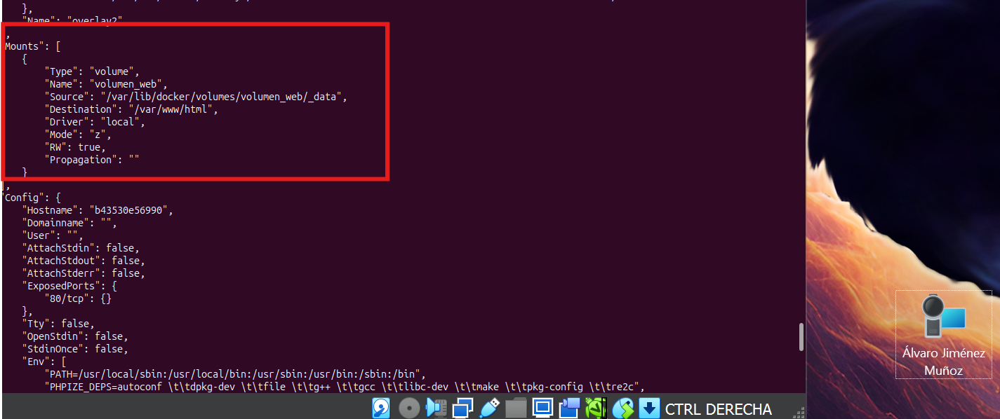 },
"Name": "overlay2"
,
Mounts": [
{
"Type": "volume",
"Name": "volumen_web",
"Source": "/var/lib/docker/volumes/volumen_web/_data",
"Destination": "/var/www/html",
"Driver": "local",
"Mode": "z",
"RW": true,
"Propagation": ""
}
],
"Config": {
"Hostname": "b43530e56990",
"Domainname": "",
"User": "",
"AttachStdin": false,
"AttachStdout": false,
"AttachStderr": false,
"ExposedPorts": {
"80/tcp": {}
},
"Tty": false,
"OpenStdin": false,
"StdinOnce": false,
"Env": [
"PATH=/usr/local/sbin:/usr/local/bin:/usr/sbin:/usr/bin:/sbin:/bin",
"PHPIZE_DEPS=autoconf \t\tdpkg-dev \t\tfile \t\tg++ \t\tgcc \t\tlibc-dev \t\tmake \t\tpkg-config \t\tre2c",
CTRL DERECHA
Álvaro Jiménez
Muñoz